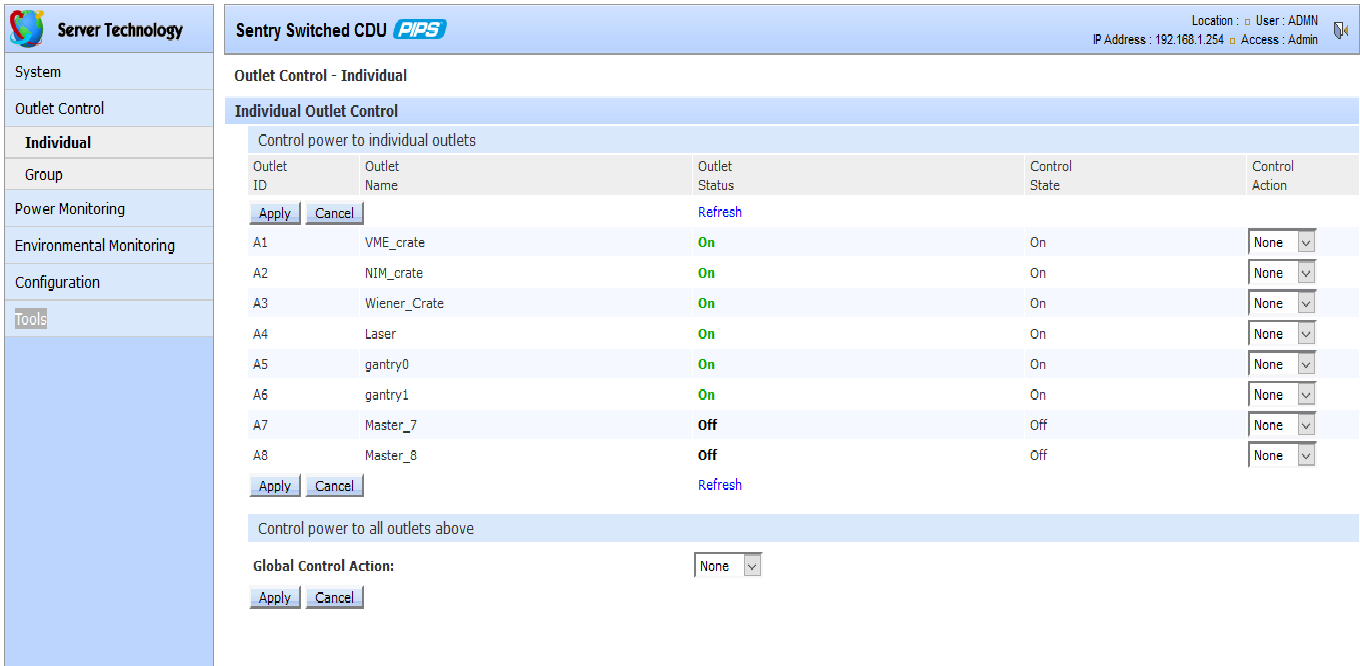 Server Technology
Sentry Switched CDU PIPS
Location : User : ADMN
IP Address : 192.168.1.254 Access : Admin
System
Outlet Control
Individual
Group
Power Monitoring
Environmental Monitoring
Configuration
Tools
Outlet Control - Individual
Individual Outlet Control
Control power to individual outlets
Outlet ID Outlet Name Outlet Status Control State Control Action
Apply Cancel Refresh
A1 VME_crate On On None
A2 NIM_crate On On None
A3 Wiener_Crate On On None
A4 Laser On On None
A5 gantry0 On On None
A6 gantry1 On On None
A7 Master_7 Off Off None
A8 Master_8 Off Off None
Apply Cancel Refresh
Control power to all outlets above
Global Control Action: None
Apply Cancel